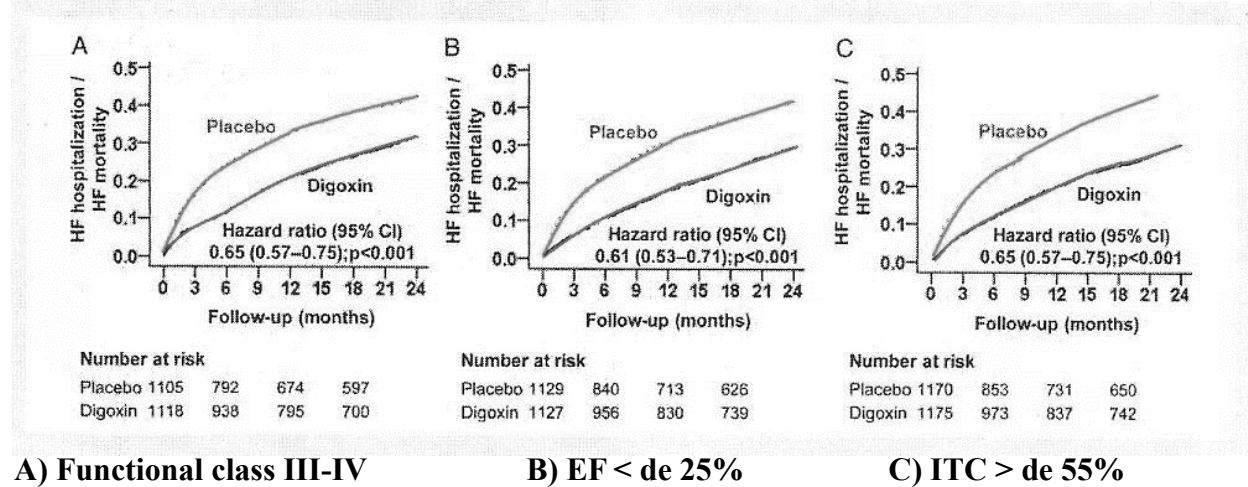 A
HF hospitalization /
HF mortality
0.5
0.4
0.3
0.2
0.1
0.0
Placebo
Digoxin
Hazard ratio (95% CI)
0.65 (0.57–0.75);p<0.001
0 3 6 9 12 15 18 21 24
Follow-up (months)
Number at risk
Placebo 1105 792 674 597
Digoxin 1118 938 795 700
B
HF hospitalization /
HF mortality
0.5
0.4
0.3
0.2
0.1
0.0
Placebo
Digoxin
Hazard ratio (95% CI)
0.61 (0.53–0.71);p<0.001
0 3 6 9 12 15 18 21 24
Follow-up (months)
Number at risk
Placebo 1129 840 713 626
Digoxin 1127 956 830 739
C
HF hospitalization /
HF mortality
0.5
0.4
0.3
0.2
0.1
0.0
Placebo
Digoxin
Hazard ratio (95% CI)
0.65 (0.57–0.75);p<0.001
0 3 6 9 12 15 18 21 24
Follow-up (months)
Number at risk
Placebo 1170 853 731 650
Digoxin 1175 973 837 742
A) Functional class III-IV B) EF < de 25% C) ITC > de 55%